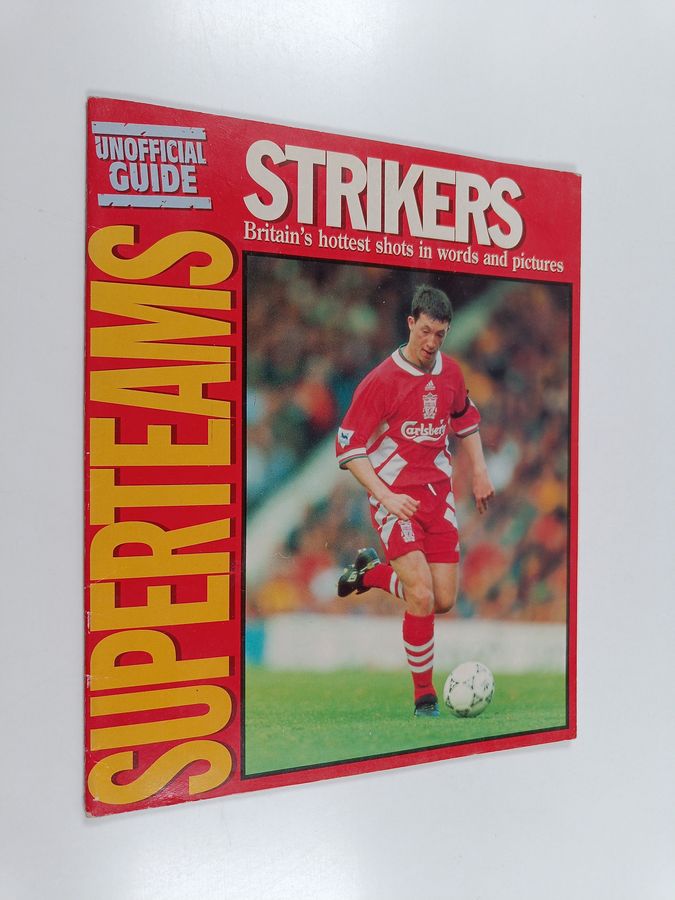 UNOFFICIAL
GUIDE
STRIKERS
Britain's hottest shots in words and pictures
SUPERTEAMS
Carlsberg